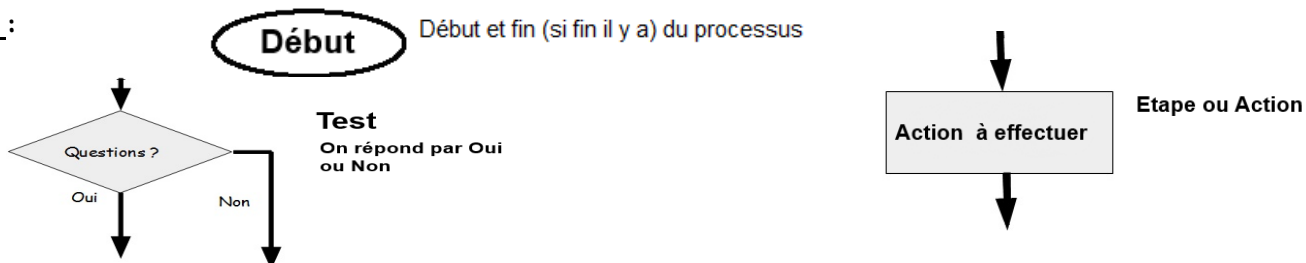 :
Début
Début et fin (si fin il y a) du processus
Questions ?
Oui
Non
Test
On répond par Oui
ou Non
Action à effectuer
Etape ou Action